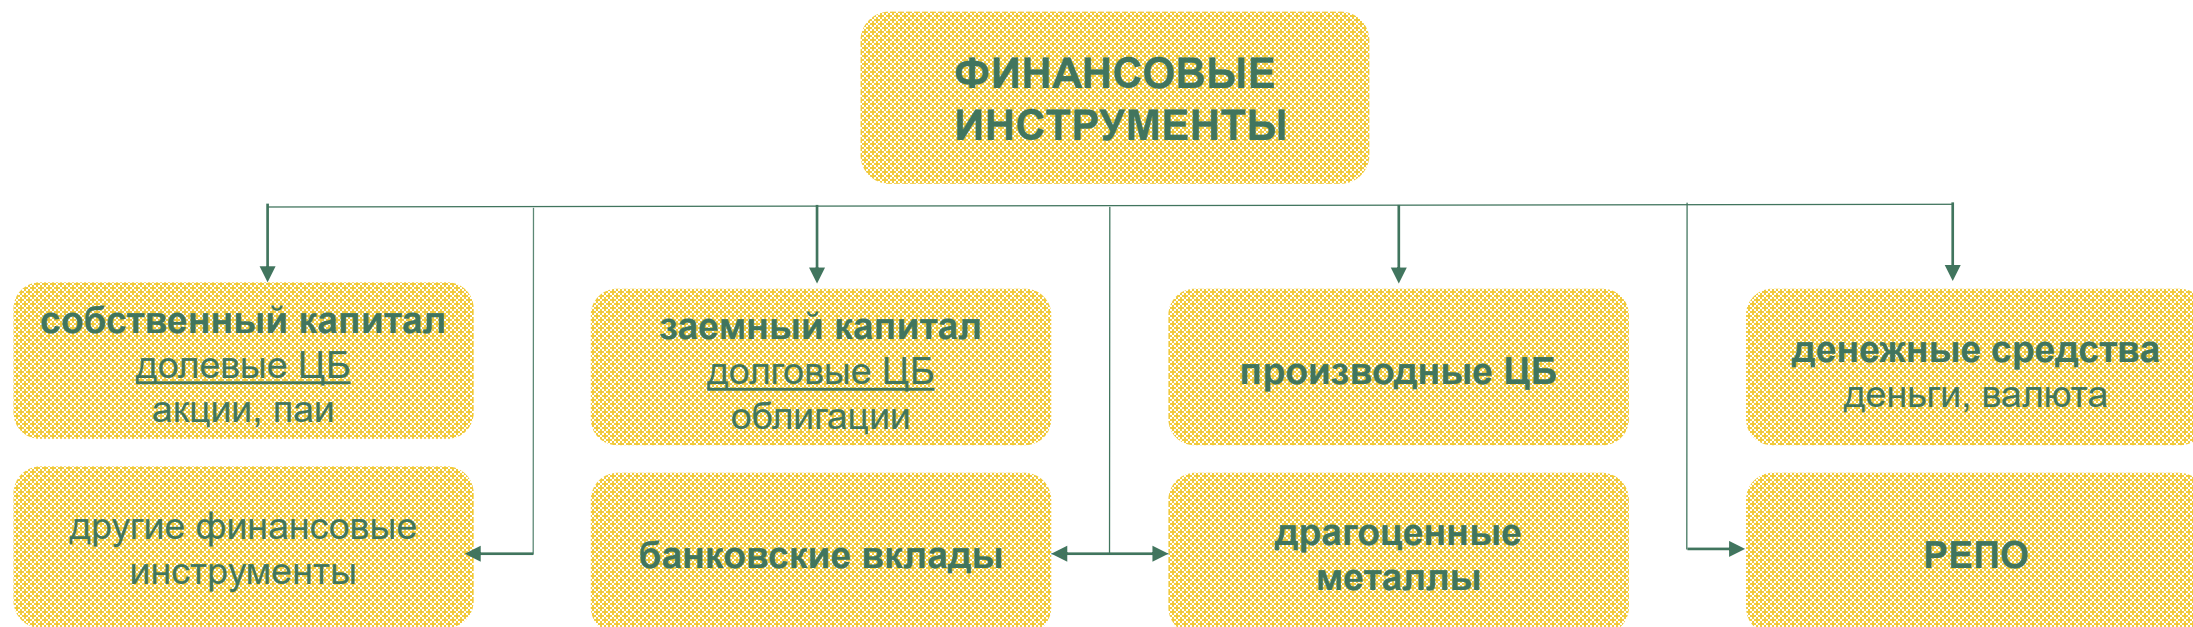 ФИНАНСОВЫЕ
ИНСТРУМЕНТЫ
собственный капитал
долевые ЦБ
акции, паи
заемный капитал
долговые ЦБ
облигации
производные ЦБ
денежные средства
деньги, валюта
другие финансовые
инструменты
банковские вклады
драгоценные
металлы
РЕПО